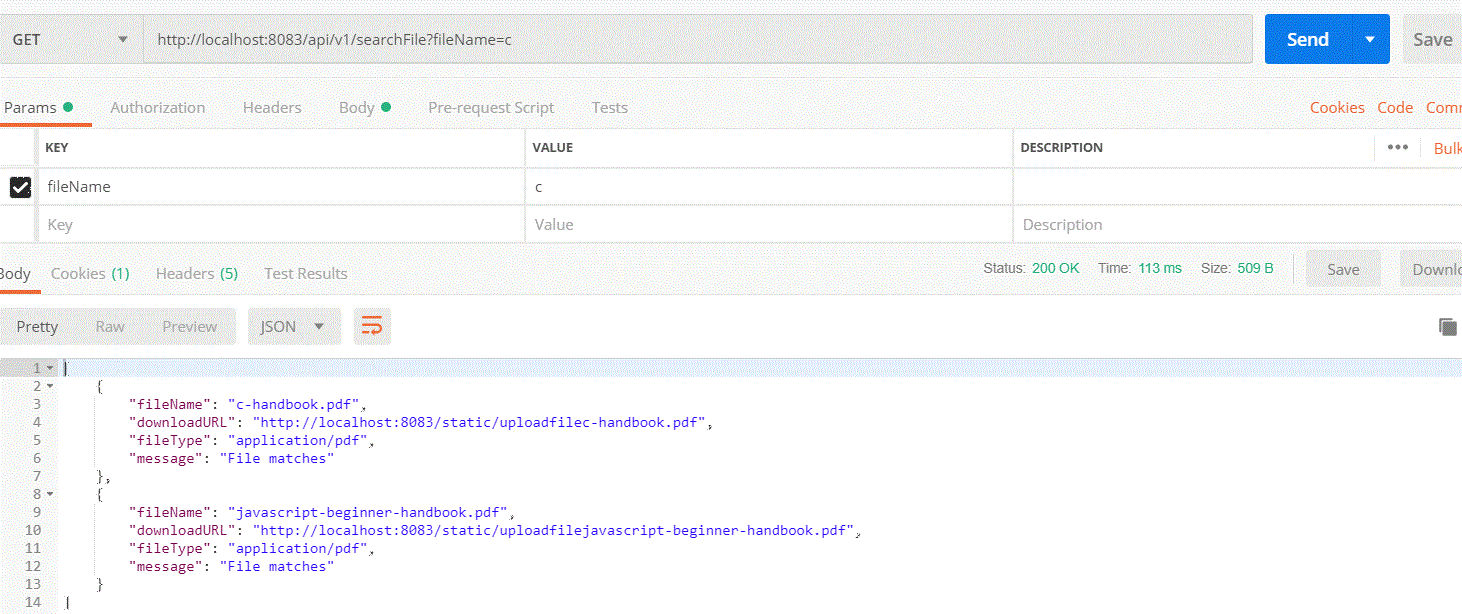 GET http://localhost:8083/api/v1/searchFile?fileName=c Send Save
Params Authorization Headers Body Pre-request Script Tests Cookies Code Comm
KEY VALUE DESCRIPTION ••• Bulk
fileName c
Key Value Description
Body Cookies (1) Headers (5) Test Results Status: 200 OK Time: 113 ms Size: 509 B Save Downlo
Pretty Raw Preview JSON
1 [
2 {
3 "fileName": "c-handbook.pdf",
4 "downloadURL": "http://localhost:8083/static/uploadfilec-handbook.pdf",
5 "fileType": "application/pdf",
6 "message": "File matches"
7 },
8 {
9 "fileName": "javascript-beginner-handbook.pdf",
10 "downloadURL": "http://localhost:8083/static/uploadfilejavascript-beginner-handbook.pdf",
11 "fileType": "application/pdf",
12 "message": "File matches"
13 }
14 ]